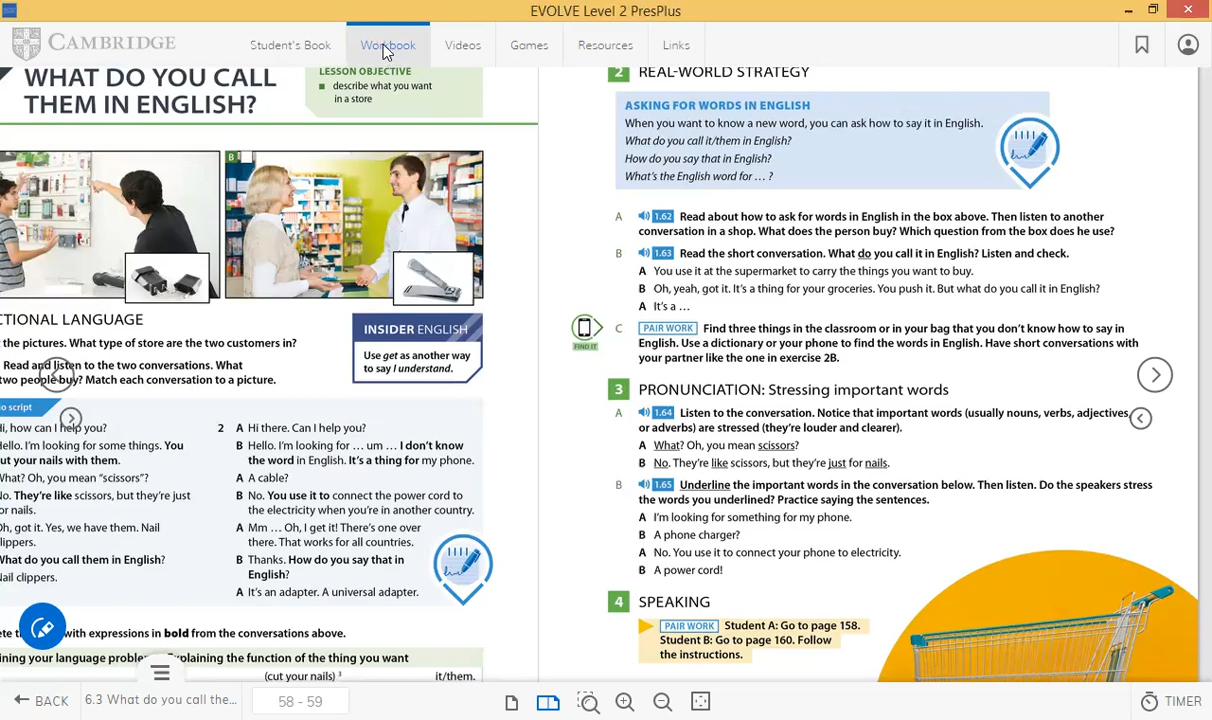 EVOLVE Level 2 PresPlus
CAMBRIDGE
Student's Book
Workbook
Videos
Games
Resources
Links
WHAT DO YOU CALL
THEM IN ENGLISH?
LESSON OBJECTIVE
■ describe what you want
in a store
B
CTIONAL LANGUAGE
the pictures. What type of store are the two customers in?
Read and listen to the two conversations. What
two people buy? Match each conversation to a picture.
INSIDER ENGLISH
Use get as another way
to say I understand.
o script
Hi, how can I help you?
Hello. I'm looking for some things. You
ut your nails with them.
What? Oh, you mean "scissors"?
No. They're like scissors, but they're just
or nails.
Oh, got it. Yes, we have them. Nail
lippers.
What do you call them in English?
Nail clippers.
2 A Hi there. Can I help you?
B Hello. I'm looking for … um … I don't know
the word in English. It's a thing for my phone.
A A cable?
B No. You use it to connect the power cord to
the electricity when you're in another country.
A Mm … Oh, I get it! There's one over
there. That works for all countries.
B Thanks. How do you say that in
English?
A It's an adapter. A universal adapter.
ete with expressions in bold from the conversations above.
ining your language proble Explaining the function of the thing you want
(cut your nails) ³ it/them.
2 REAL-WORLD STRATEGY
ASKING FOR WORDS IN ENGLISH
When you want to know a new word, you can ask how to say it in English.
What do you call it/them in English?
How do you say that in English?
What's the English word for … ?
A 1.62 Read about how to ask for words in English in the box above. Then listen to another
conversation in a shop. What does the person buy? Which question from the box does he use?
B 1.63 Read the short conversation. What do you call it in English? Listen and check.
A You use it at the supermarket to carry the things you want to buy.
B Oh, yeah, got it. It's a thing for your groceries. You push it. But what do you call it in English?
A It's a …
FIND IT
C PAIR WORK Find three things in the classroom or in your bag that you don't know how to say in
English. Use a dictionary or your phone to find the words in English. Have short conversations with
your partner like the one in exercise 2B.
3 PRONUNCIATION: Stressing important words
A 1.64 Listen to the conversation. Notice that important words (usually nouns, verbs, adjectives,
or adverbs) are stressed (they're louder and clearer).
A What? Oh, you mean scissors?
B No. They're like scissors, but they're just for nails.
B 1.65 Underline the important words in the conversation below. Then listen. Do the speakers stress
the words you underlined? Practice saying the sentences.
A I'm looking for something for my phone.
B A phone charger?
A No. You use it to connect your phone to electricity.
B A power cord!
4 SPEAKING
PAIR WORK Student A: Go to page 158.
Student B: Go to page 160. Follow
the instructions.
BACK
6.3 What do you call the...
58 - 59
TIMER